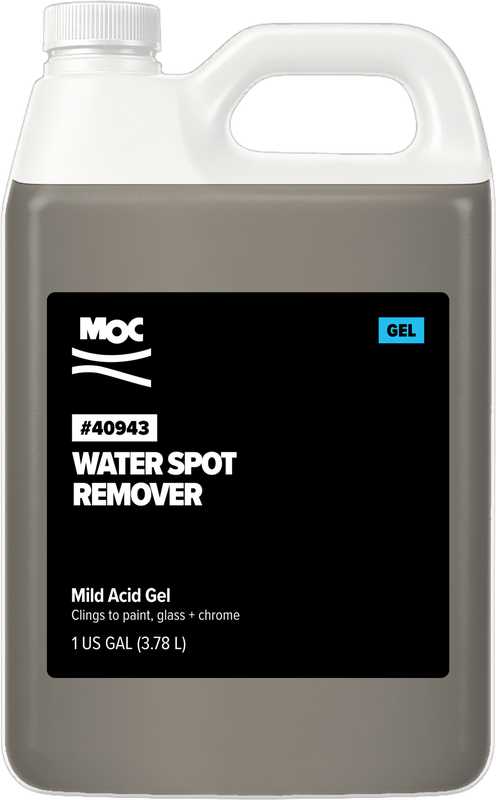 MOC
GEL
#40943
WATER SPOT
REMOVER
Mild Acid Gel
Clings to paint, glass + chrome
1 US GAL (3.78 L)